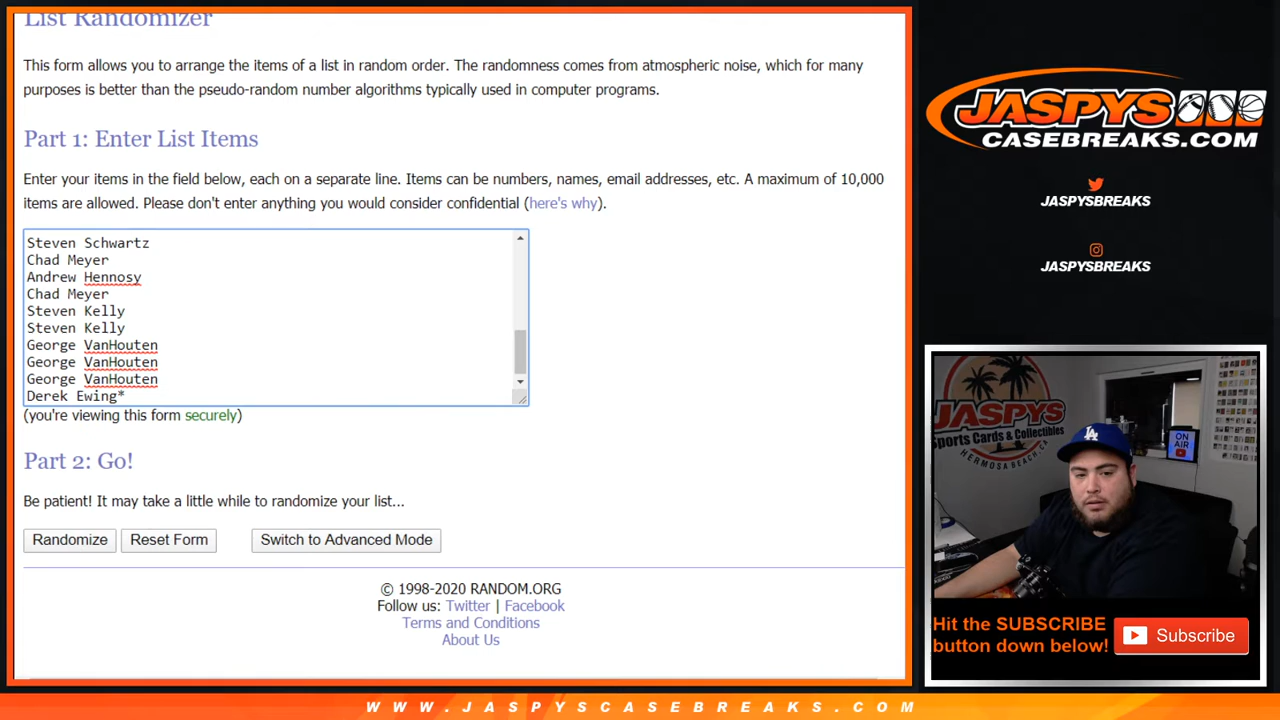 List Randomizer
This form allows you to arrange the items of a list in random order. The randomness comes from atmospheric noise, which for many
purposes is better than the pseudo-random number algorithms typically used in computer programs.
Part 1: Enter List Items
Enter your items in the field below, each on a separate line. Items can be numbers, names, email addresses, etc. A maximum of 10,000
items are allowed. Please don't enter anything you would consider confidential (here's why).
Steven Schwartz
Chad Meyer
Andrew Hennosy
Chad Meyer
Steven Kelly
Steven Kelly
George VanHouten
George VanHouten
George VanHouten
Derek Ewing*
(you're viewing this form securely)
Part 2: Go!
Be patient! It may take a little while to randomize your list...
Randomize
Reset Form
Switch to Advanced Mode
© 1998-2020 RANDOM.ORG
Follow us: Twitter | Facebook
Terms and Conditions
About Us
JASPYS
CASEBREAKS.COM
JASPYSBREAKS
JASPYSBREAKS
JASPYS
Sports Cards & Collectibles
HERMOSA BEACH, CA
LA
ON
AIR
Hit the SUBSCRIBE
button down below!
Subscribe
WWW.JASPYSCASEBREAKS.COM